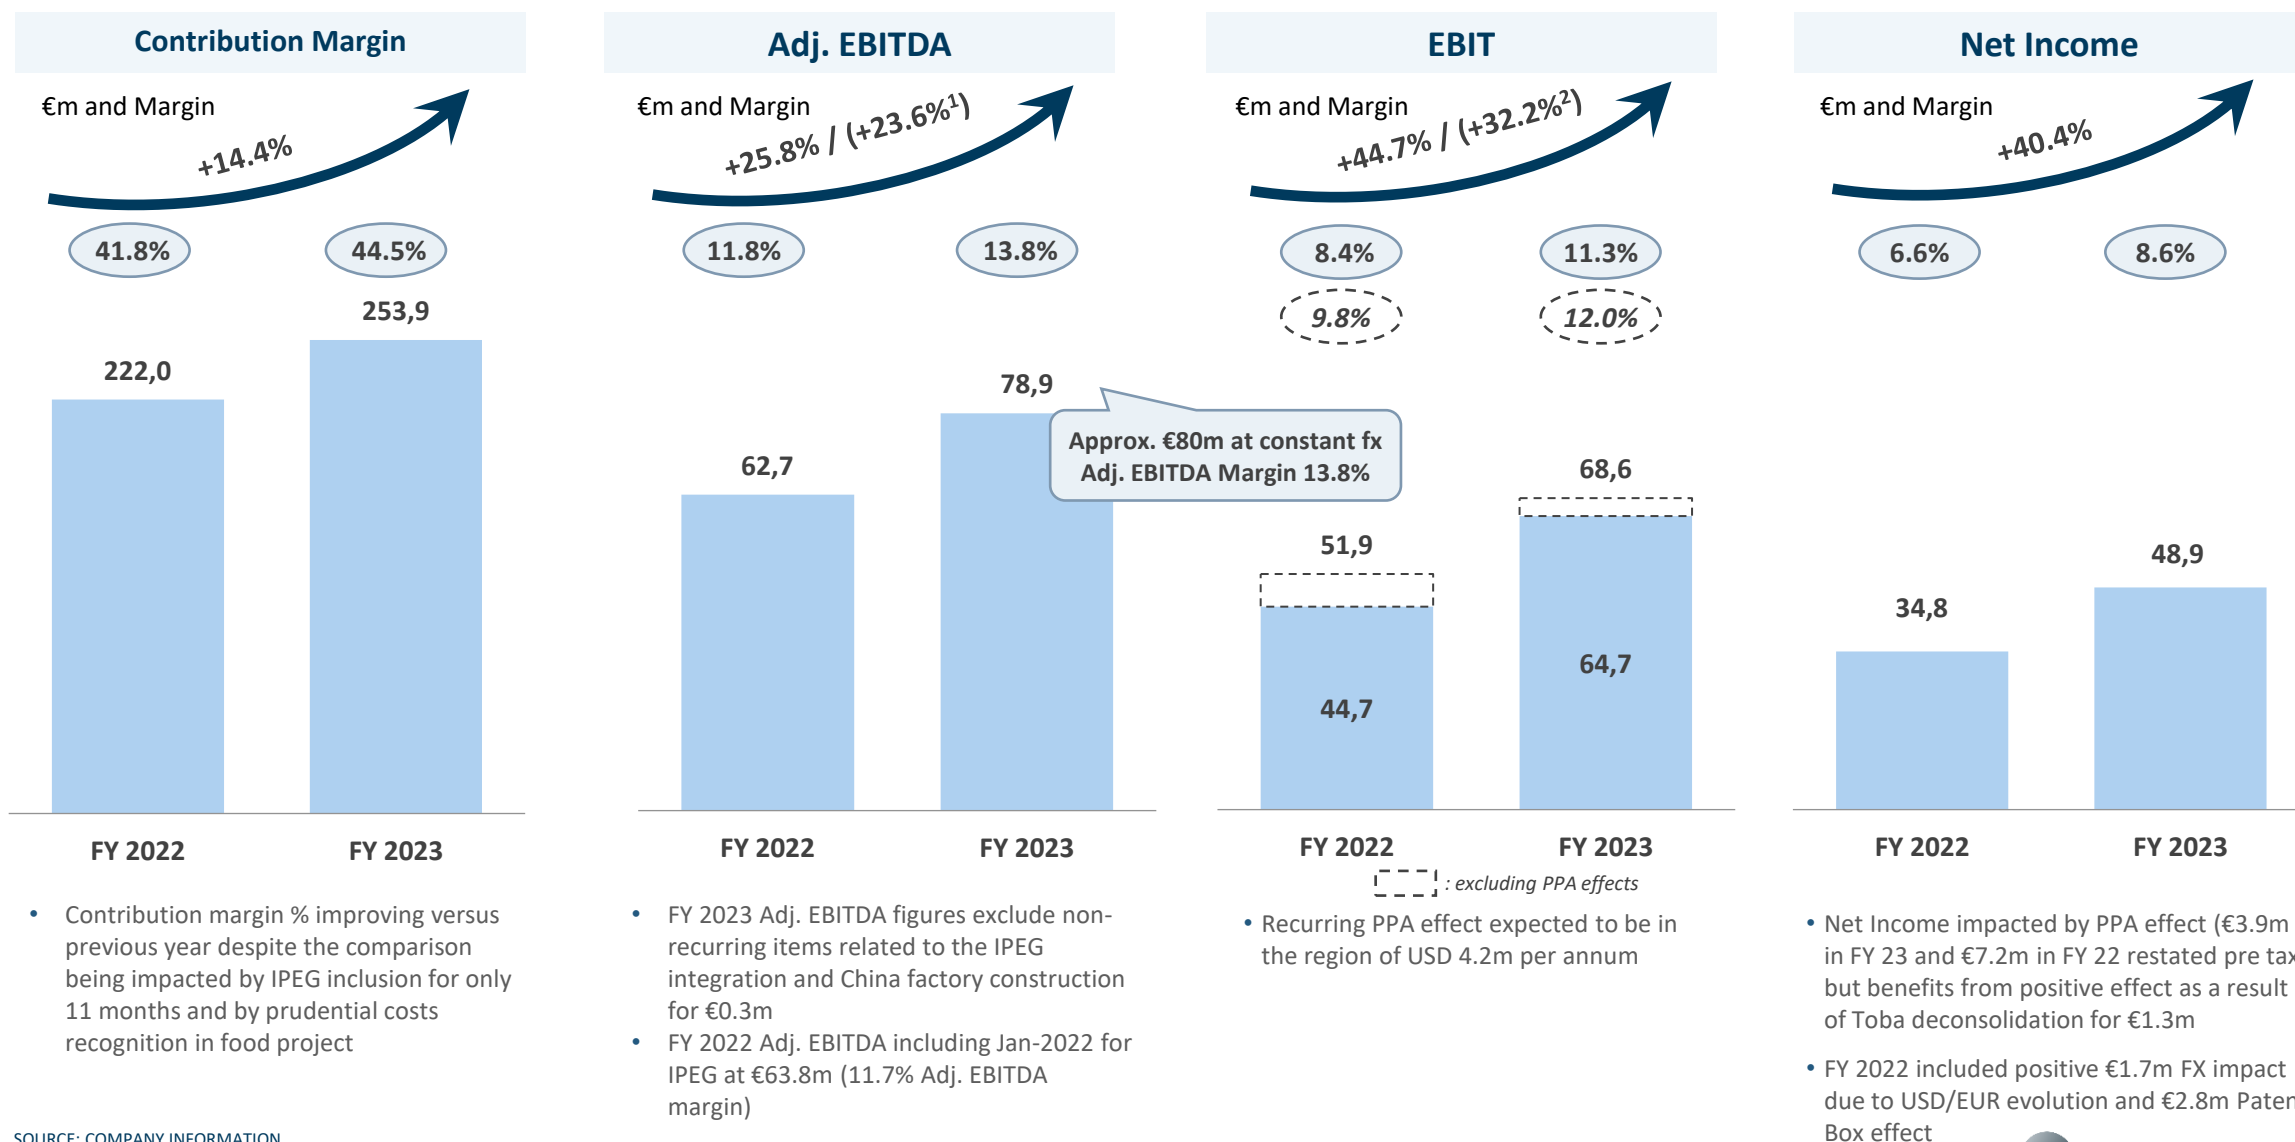 Contribution Margin
€m and Margin
+14.4%
41.8%
44.5%
222,0
253,9
FY 2022
FY 2023
• Contribution margin % improving versus
previous year despite the comparison
being impacted by IPEG inclusion for only
11 months and by prudential costs
recognition in food project
Adj. EBITDA
€m and Margin
+25.8% / (+23.6%¹)
11.8%
13.8%
62,7
78,9
Approx. €80m at constant fx
Adj. EBITDA Margin 13.8%
FY 2022
FY 2023
• FY 2023 Adj. EBITDA figures exclude non-
recurring items related to the IPEG
integration and China factory construction
for €0.3m
• FY 2022 Adj. EBITDA including Jan-2022 for
IPEG at €63.8m (11.7% Adj. EBITDA
margin)
EBIT
€m and Margin
+44.7% / (+32.2%²)
8.4%
11.3%
9.8%
12.0%
51,9
68,6
44,7
64,7
FY 2022
FY 2023
: excluding PPA effects
• Recurring PPA effect expected to be in
the region of USD 4.2m per annum
Net Income
€m and Margin
+40.4%
6.6%
8.6%
34,8
48,9
FY 2022
FY 2023
• Net Income impacted by PPA effect (€3.9m
in FY 23 and €7.2m in FY 22 restated pre tax
but benefits from positive effect as a result
of Toba deconsolidation for €1.3m
• FY 2022 included positive €1.7m FX impact
due to USD/EUR evolution and €2.8m Paten
Box effect
SOURCE: COMPANY INFORMATION